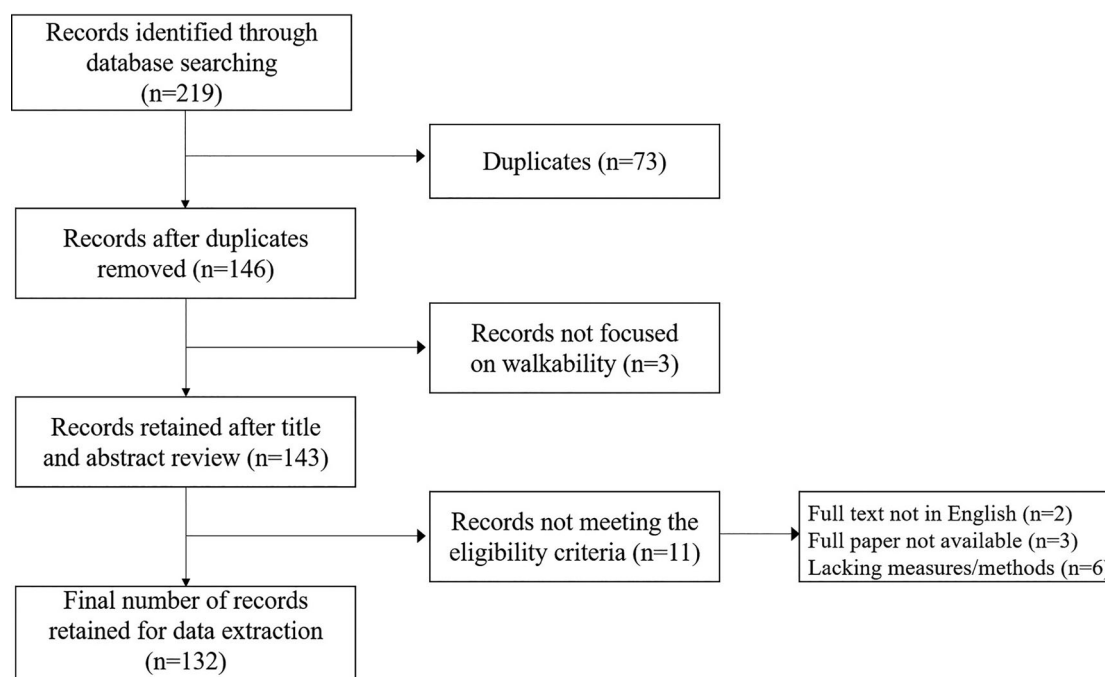 Records identified through
database searching
(n=219)
Duplicates (n=73)
Records after duplicates
removed (n=146)
Records not focused
on walkability (n=3)
Records retained after title
and abstract review (n=143)
Records not meeting the
eligibility criteria (n=11)
Full text not in English (n=2)
Full paper not available (n=3)
Lacking measures/methods (n=6)
Final number of records
retained for data extraction
(n=132)